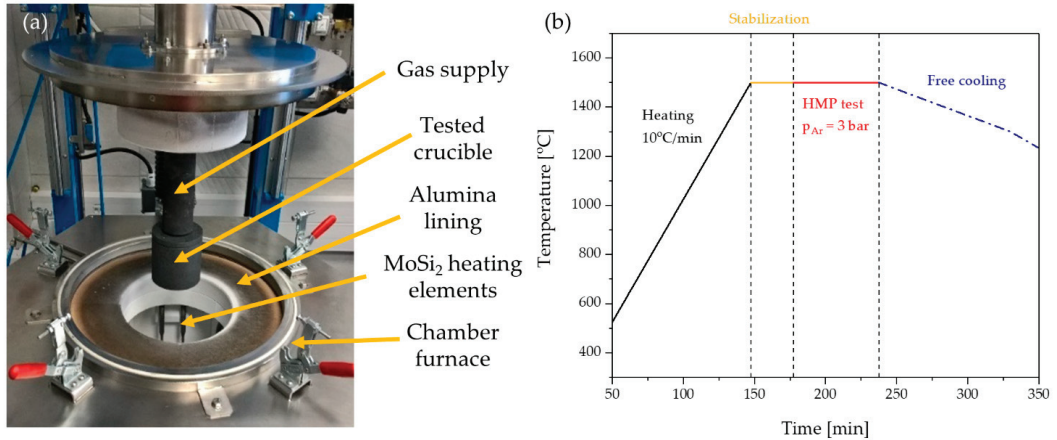 (a)
Gas supply
Tested
crucible
Alumina
lining
MoSi₂ heating
elements
Chamber
furnace
(b)
Stabilization
1600
1400
1200
1000
800
600
400
Temperature [ºC]
Heating
10ºC/min
HMP test
pAr = 3 bar
Free cooling
50
100
150
200
250
300
350
Time [min]